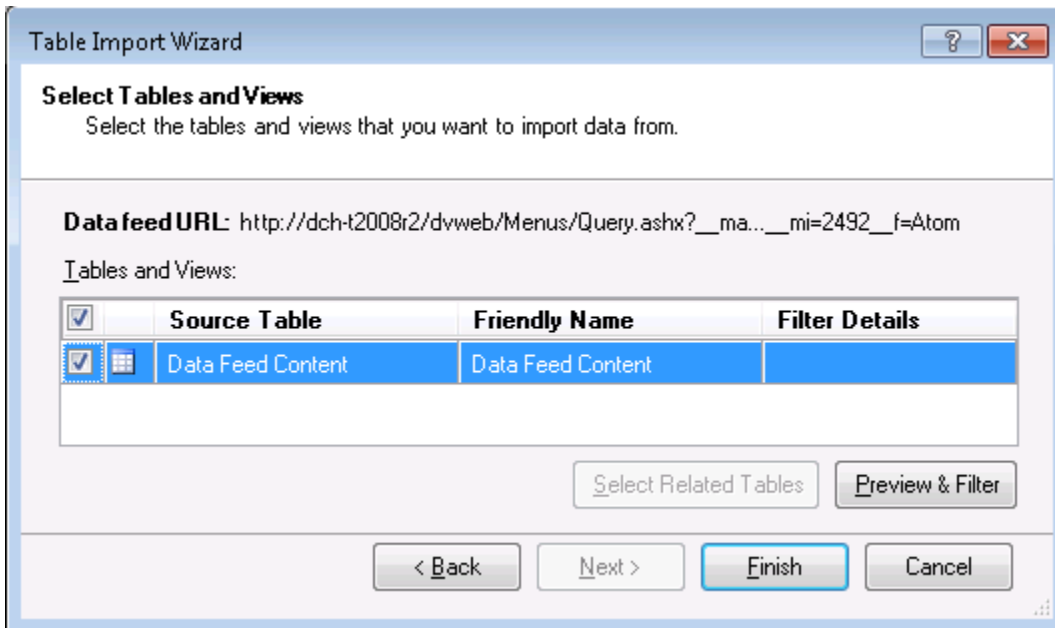 Table Import Wizard
?
Select Tables and Views
Select the tables and views that you want to import data from.
Data feed URL: http://dch-t2008r2/dvweb/Menus/Query.ashx?__ma...__mi=2492__f=Atom
Tables and Views:
Source Table Friendly Name Filter Details
Data Feed Content Data Feed Content
Select Related Tables Preview & Filter
< Back Next > Finish Cancel